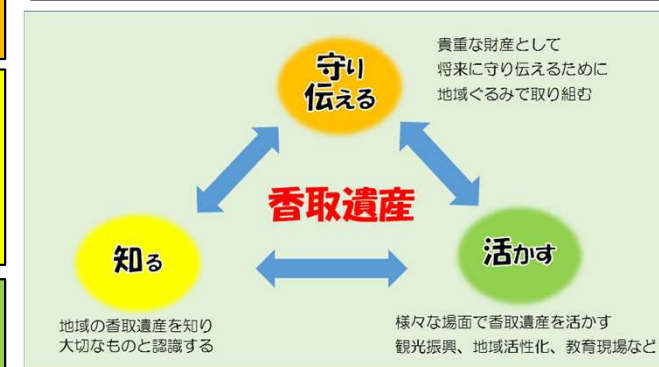 守り
伝える
貴重な財産として
将来に守り伝えるために
地域ぐるみで取り組む
香取遺産
知る
活かす
地域の香取遺産を知り
大切なものと認識する
様々な場面で香取遺産を活かす
観光振興、地域活性化、教育現場など